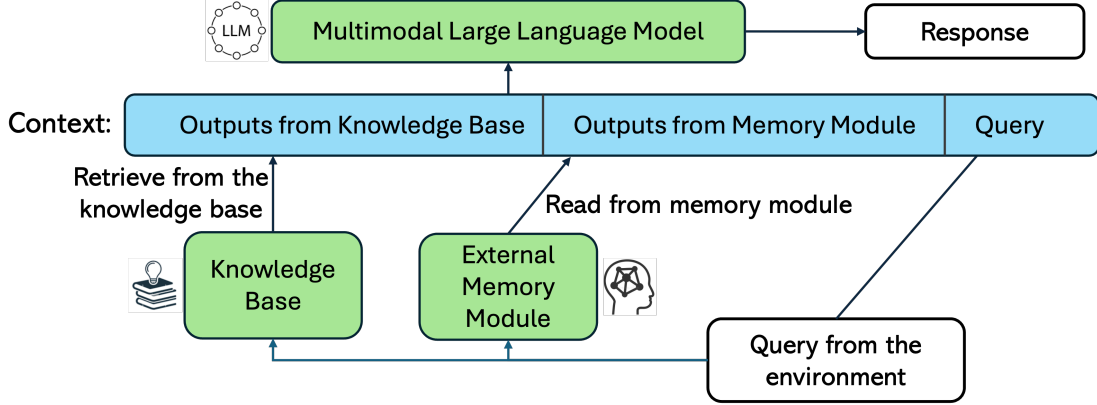 LLM
Multimodal Large Language Model
Response
Context:
Outputs from Knowledge Base
Outputs from Memory Module
Query
Retrieve from the
knowledge base
Read from memory module
Knowledge
Base
External
Memory
Module
Query from the
environment